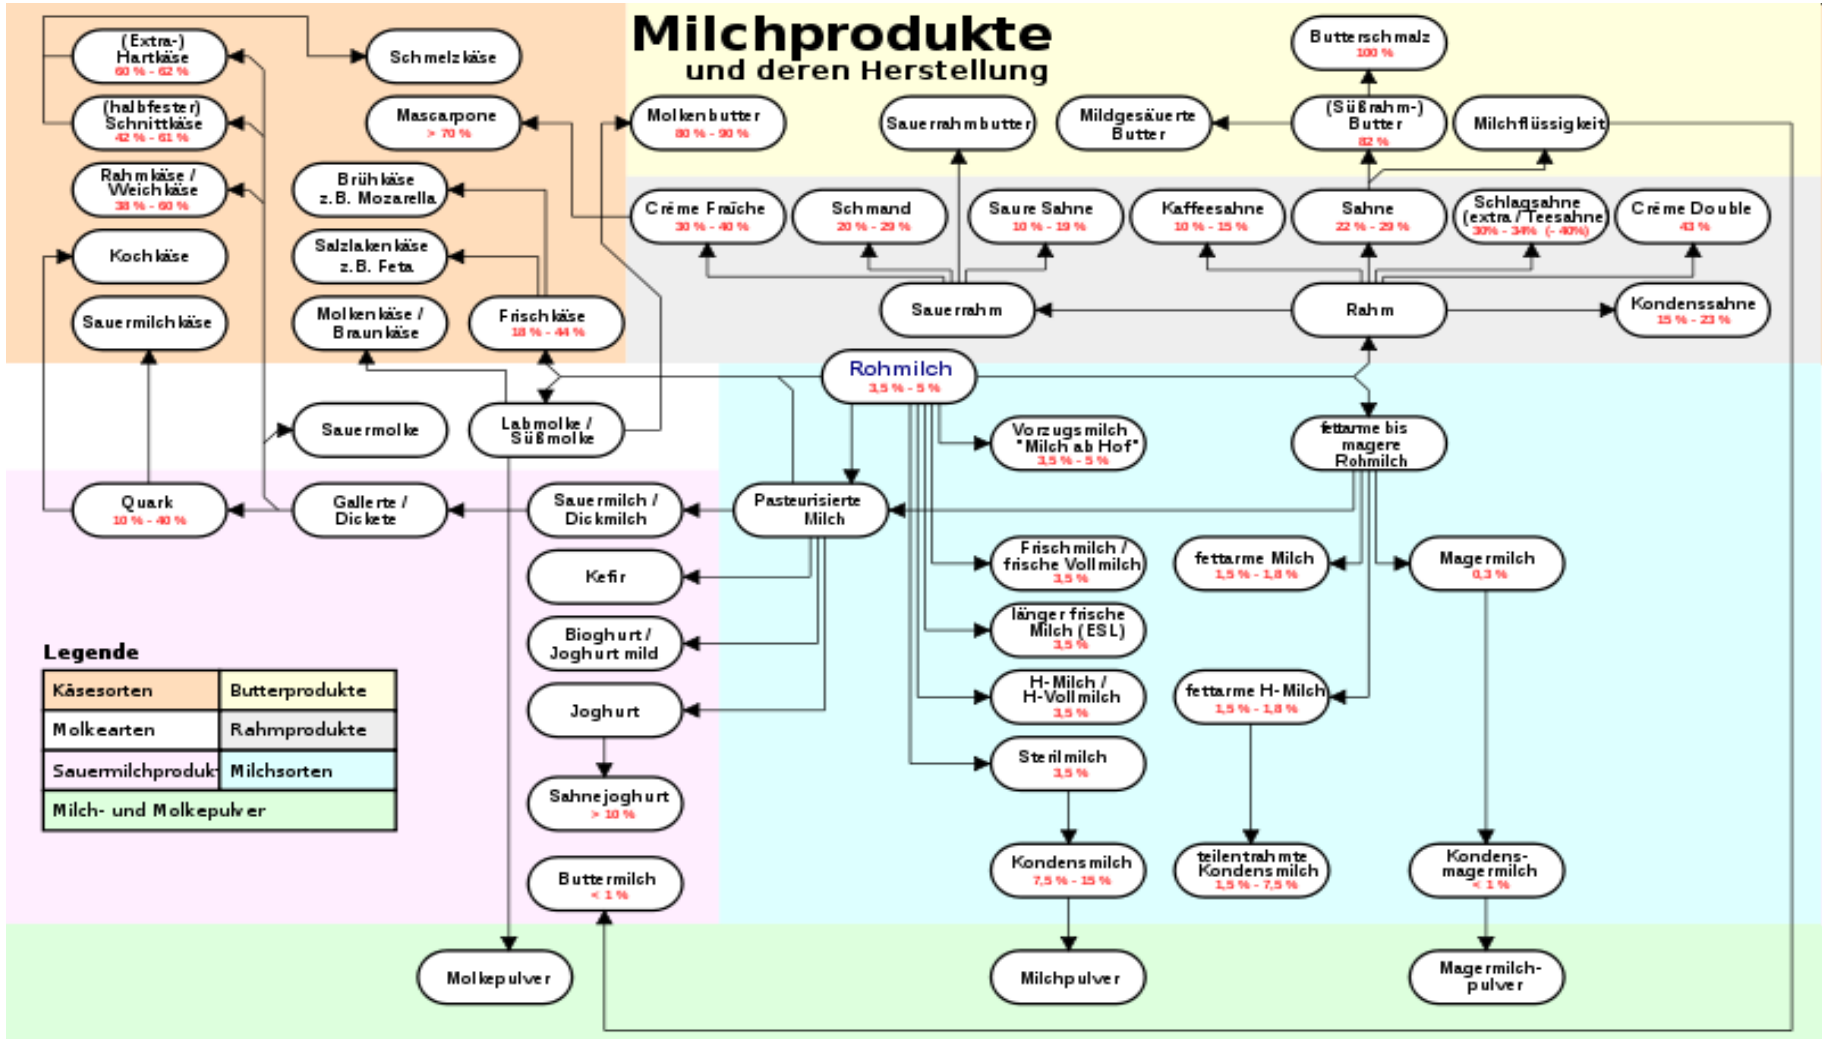 Milchprodukte
und deren Herstellung
(Extra-)
Hartkäse
60 % - 62 %
Schmelzkäse
Butterschmalz
100 %
(halbfester)
Schnittkäse
42 % - 61 %
Mascarpone
> 70 %
Molkenbutter
80 % - 90 %
Sauerrahmbutter
Mildgesäuerte
Butter
(Süßrahm-)
Butter
82 %
Milchflüssigkeit
Rahmkäse /
Weichkäse
38 % - 60 %
Brühkäse
z.B. Mozarella
Créme Fraîche
30 % - 40 %
Schmand
20 % - 29 %
Saure Sahne
10 % - 19 %
Kaffeesahne
10 % - 15 %
Sahne
22 % - 29 %
Schlagsahne
(extra / Teesahne)
30% - 34% (- 40%)
Créme Double
43 %
Kochkäse
Salzlakenkäse
z.B. Feta
Sauermilchkäse
Molkenkäse /
Braunkäse
Frischkäse
18 % - 44 %
Sauerrahm
Rahm
Kondenssahne
15 % - 23 %
Rohmilch
3,5 % - 5 %
Sauermolke
Labmolke /
Süßmolke
Vorzugsmilch
"Milch ab Hof"
3,5 % - 5 %
fettarme bis
magere
Rohmilch
Quark
10 % - 40 %
Gallerte /
Dickete
Sauermilch /
Dickmilch
Pasteurisierte
Milch
Kefir
Frischmilch /
frische Vollmilch
3,5 %
fettarme Milch
1,5 % - 1,8 %
Magermilch
0,3 %
Bioghurt /
Joghurt mild
länger frische
Milch (ESL)
3,5 %
Joghurt
H-Milch /
H-Vollmilch
3,5 %
fettarme H-Milch
1,5 % - 1,8 %
Sterilmilch
3,5 %
Sahnejoghurt
> 10 %
Buttermilch
< 1 %
Kondensmilch
7,5 % - 15 %
teilentrahmte
Kondensmilch
1,5 % - 7,5 %
Kondens-
magermilch
< 1 %
Molkepulver
Milchpulver
Magermilch-
pulver
Legende
Käsesorten
Butterprodukte
Molkearten
Rahmprodukte
Sauermilchproduk
Milchsorten
Milch- und Molkepulver